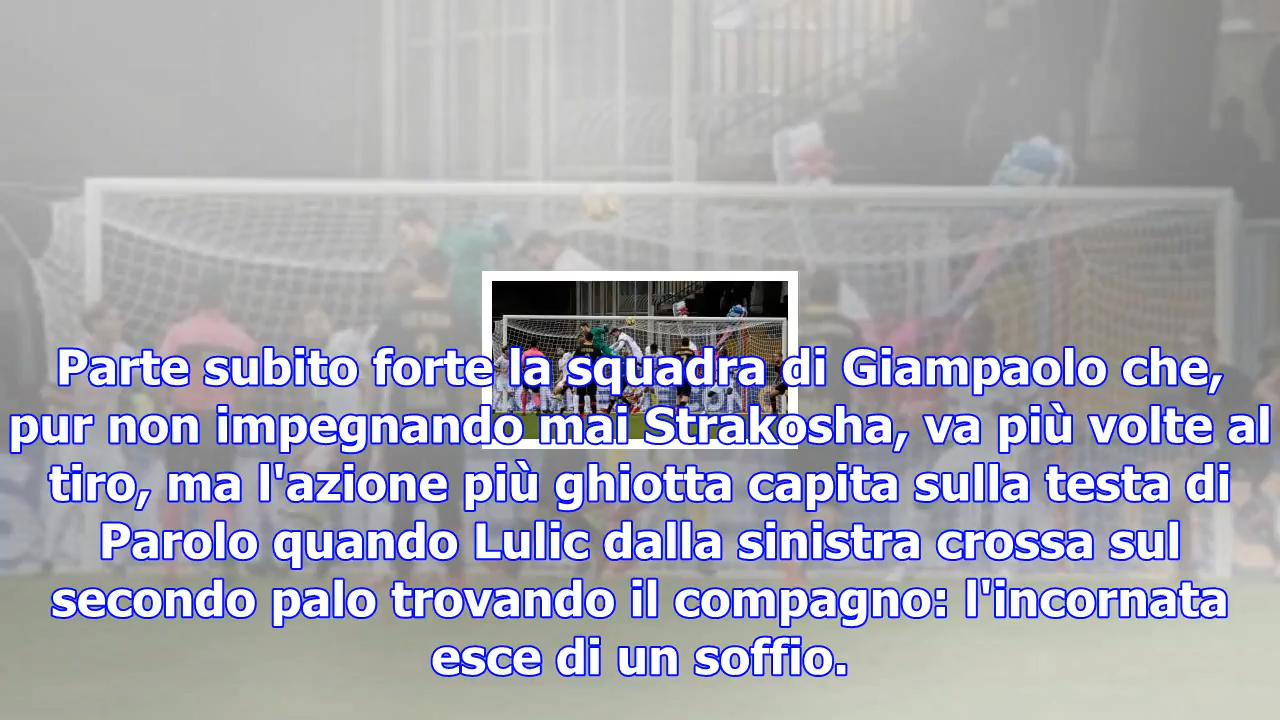 Parte subito forte la squadra di Giampaolo che,
pur non impegnando mai Strakosha, va più volte al
tiro, ma l'azione più ghiotta capita sulla testa di
Parolo quando Lulic dalla sinistra crossa sul
secondo palo trovando il compagno: l'incornata
esce di un soffio.